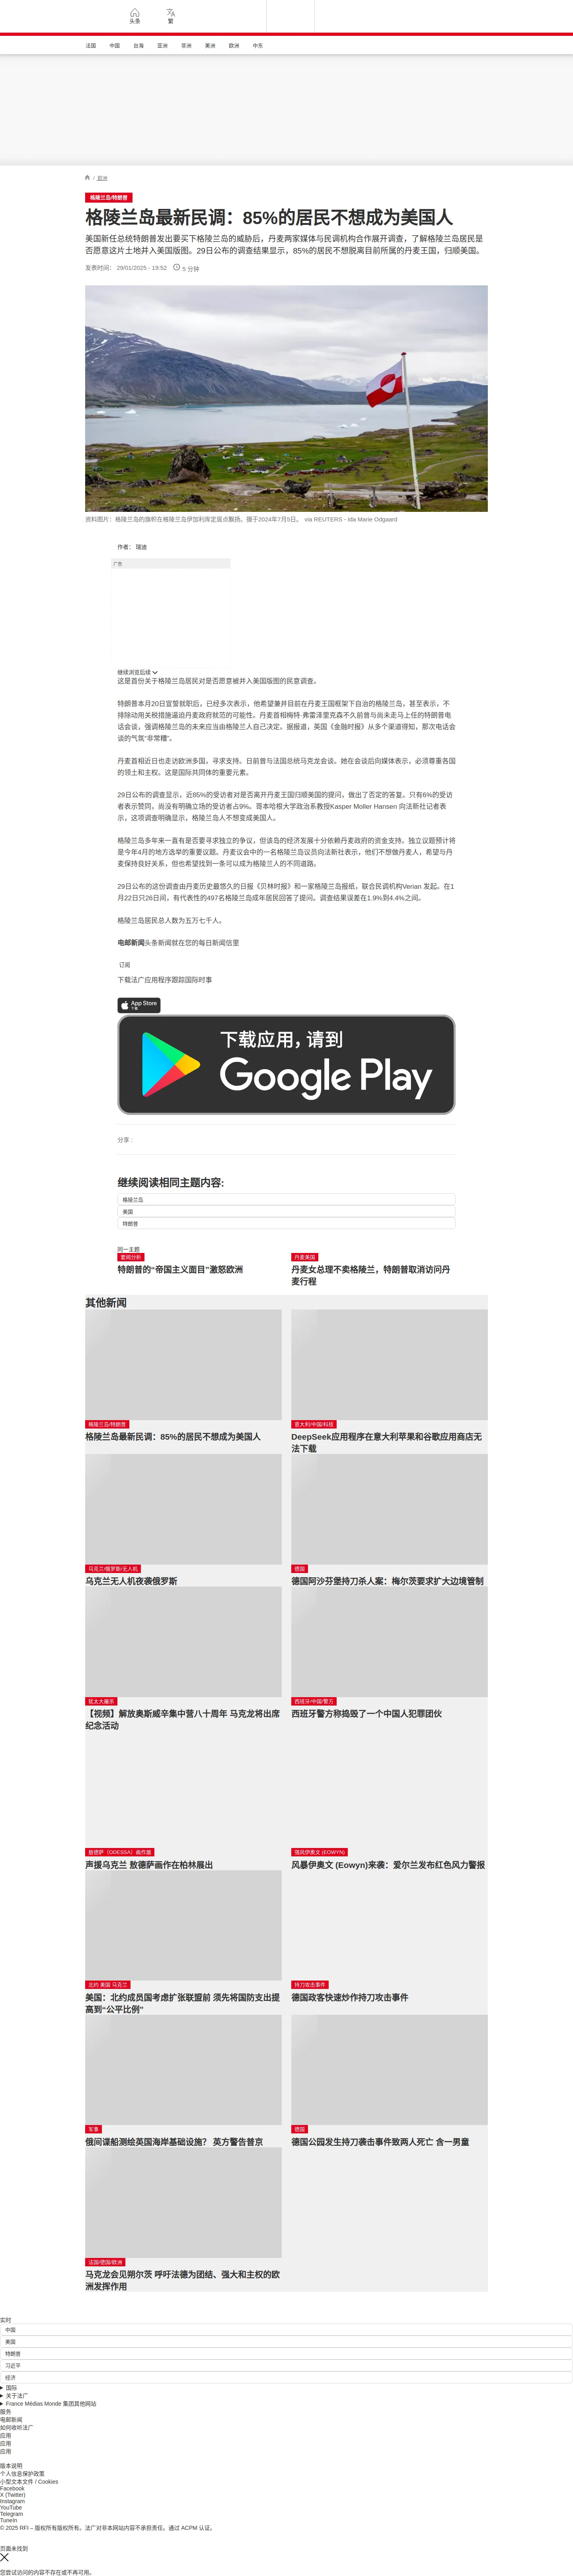 头条
繁
法国
中国
台海
亚洲
非洲
美洲
欧洲
中东
/ 欧洲
格陵兰岛/特朗普
格陵兰岛最新民调：85%的居民不想成为美国人
美国新任总统特朗普发出要买下格陵兰岛的威胁后，丹麦两家媒体与民调机构合作展开调查，了解格陵兰岛居民是
否愿意这片土地并入美国版图。29日公布的调查结果显示，85%的居民不想脱离目前所属的丹麦王国，归顺美国。
发表时间： 29/01/2025 - 19:52
5 分钟
资料图片：格陵兰岛的旗帜在格陵兰岛伊加利库定居点飘扬。摄于2024年7月5日。 via REUTERS - Ida Marie Odgaard
作者： 瑞迪
广告
继续浏览后续
这是首份关于格陵兰岛居民对是否愿意被并入美国版图的民意调查。
特朗普本月20日宣誓就职后，已经多次表示，他希望兼并目前在丹麦王国框架下自治的格陵兰岛，甚至表示，不
排除动用关税措施逼迫丹麦政府就范的可能性。丹麦首相梅特·弗雷泽里克森不久前曾与尚未走马上任的特朗普电
话会谈，强调格陵兰岛的未来应当由格陵兰人自己决定。据报道，英国《金融时报》从多个渠道得知，那次电话会
谈的气氛“非常糟”。
丹麦首相近日也走访欧洲多国，寻求支持。日前曾与法国总统马克龙会谈。她在会谈后向媒体表示，必须尊重各国
的领土和主权。这是国际共同体的重要元素。
29日公布的调查显示，近85%的受访者对是否离开丹麦王国归顺美国的提问，做出了否定的答复。只有6%的受访
者表示赞同，尚没有明确立场的受访者占9%。哥本哈根大学政治系教授Kasper Moller Hansen 向法新社记者表
示，这项调查明确显示，格陵兰岛人不想变成美国人。
格陵兰岛多年来一直有是否要寻求独立的争议，但该岛的经济发展十分依赖丹麦政府的资金支持。独立议题预计将
是今年4月的地方选举的重要议题。丹麦议会中的一名格陵兰岛议员向法新社表示，他们不想做丹麦人，希望与丹
麦保持良好关系，但也希望找到一条可以成为格陵兰人的不同道路。
29日公布的这份调查由丹麦历史最悠久的日报《贝林时报》和一家格陵兰岛报纸，联合民调机构Verian 发起。在1
月22日只26日间，有代表性的497名格陵兰岛成年居民回答了提问。调查结果误差在1.9%到4.4%之间。
格陵兰岛居民总人数为五万七千人。
电邮新闻头条新闻就在您的每日新闻信里
订阅
下载法广应用程序跟踪国际时事
App Store
下载
下载应用，请到
Google Play
分享 :
继续阅读相同主题内容:
格陵兰岛
美国
特朗普
同一主题
要闻分析
特朗普的“帝国主义面目”激怒欧洲
丹麦美国
丹麦女总理不卖格陵兰，特朗普取消访问丹
麦行程
其他新闻
格陵兰岛/特朗普
格陵兰岛最新民调：85%的居民不想成为美国人
意大利/中国/科技
DeepSeek应用程序在意大利苹果和谷歌应用商店无
法下载
乌克兰/俄罗斯/无人机
乌克兰无人机夜袭俄罗斯
德国
德国阿沙芬堡持刀杀人案：梅尔茨要求扩大边境管制
犹太大屠杀
【视频】解放奥斯威辛集中营八十周年 马克龙将出席
纪念活动
西班牙/中国/警方
西班牙警方称捣毁了一个中国人犯罪团伙
敖德萨（ODESSA）画作展
声援乌克兰 敖德萨画作在柏林展出
强风伊奥文 (EOWYN)
风暴伊奥文 (Eowyn)来袭：爱尔兰发布红色风力警报
北约 美国 马克兰
美国：北约成员国考虑扩张联盟前 须先将国防支出提
高到“公平比例”
持刀攻击事件
德国政客快速炒作持刀攻击事件
军事
俄间谍船测绘英国海岸基础设施？ 英方警告普京
德国
德国公园发生持刀袭击事件致两人死亡 含一男童
法国/德国/欧洲
马克龙会见朔尔茨 呼吁法德为团结、强大和主权的欧
洲发挥作用
实时
中国
美国
特朗普
习近平
经济
国际
关于法广
France Médias Monde 集团其他网站
服务
电邮新闻
如何收听法广
应用
应用
应用
版本说明
个人信息保护政策
小型文本文件 / Cookies
Facebook
X (Twitter)
Instagram
YouTube
Telegram
TuneIn
© 2025 RFI – 版权所有版权所有。法广对非本网站内容不承担责任。通过 ACPM 认证。
页面未找到
您尝试访问的内容不存在或不再可用。